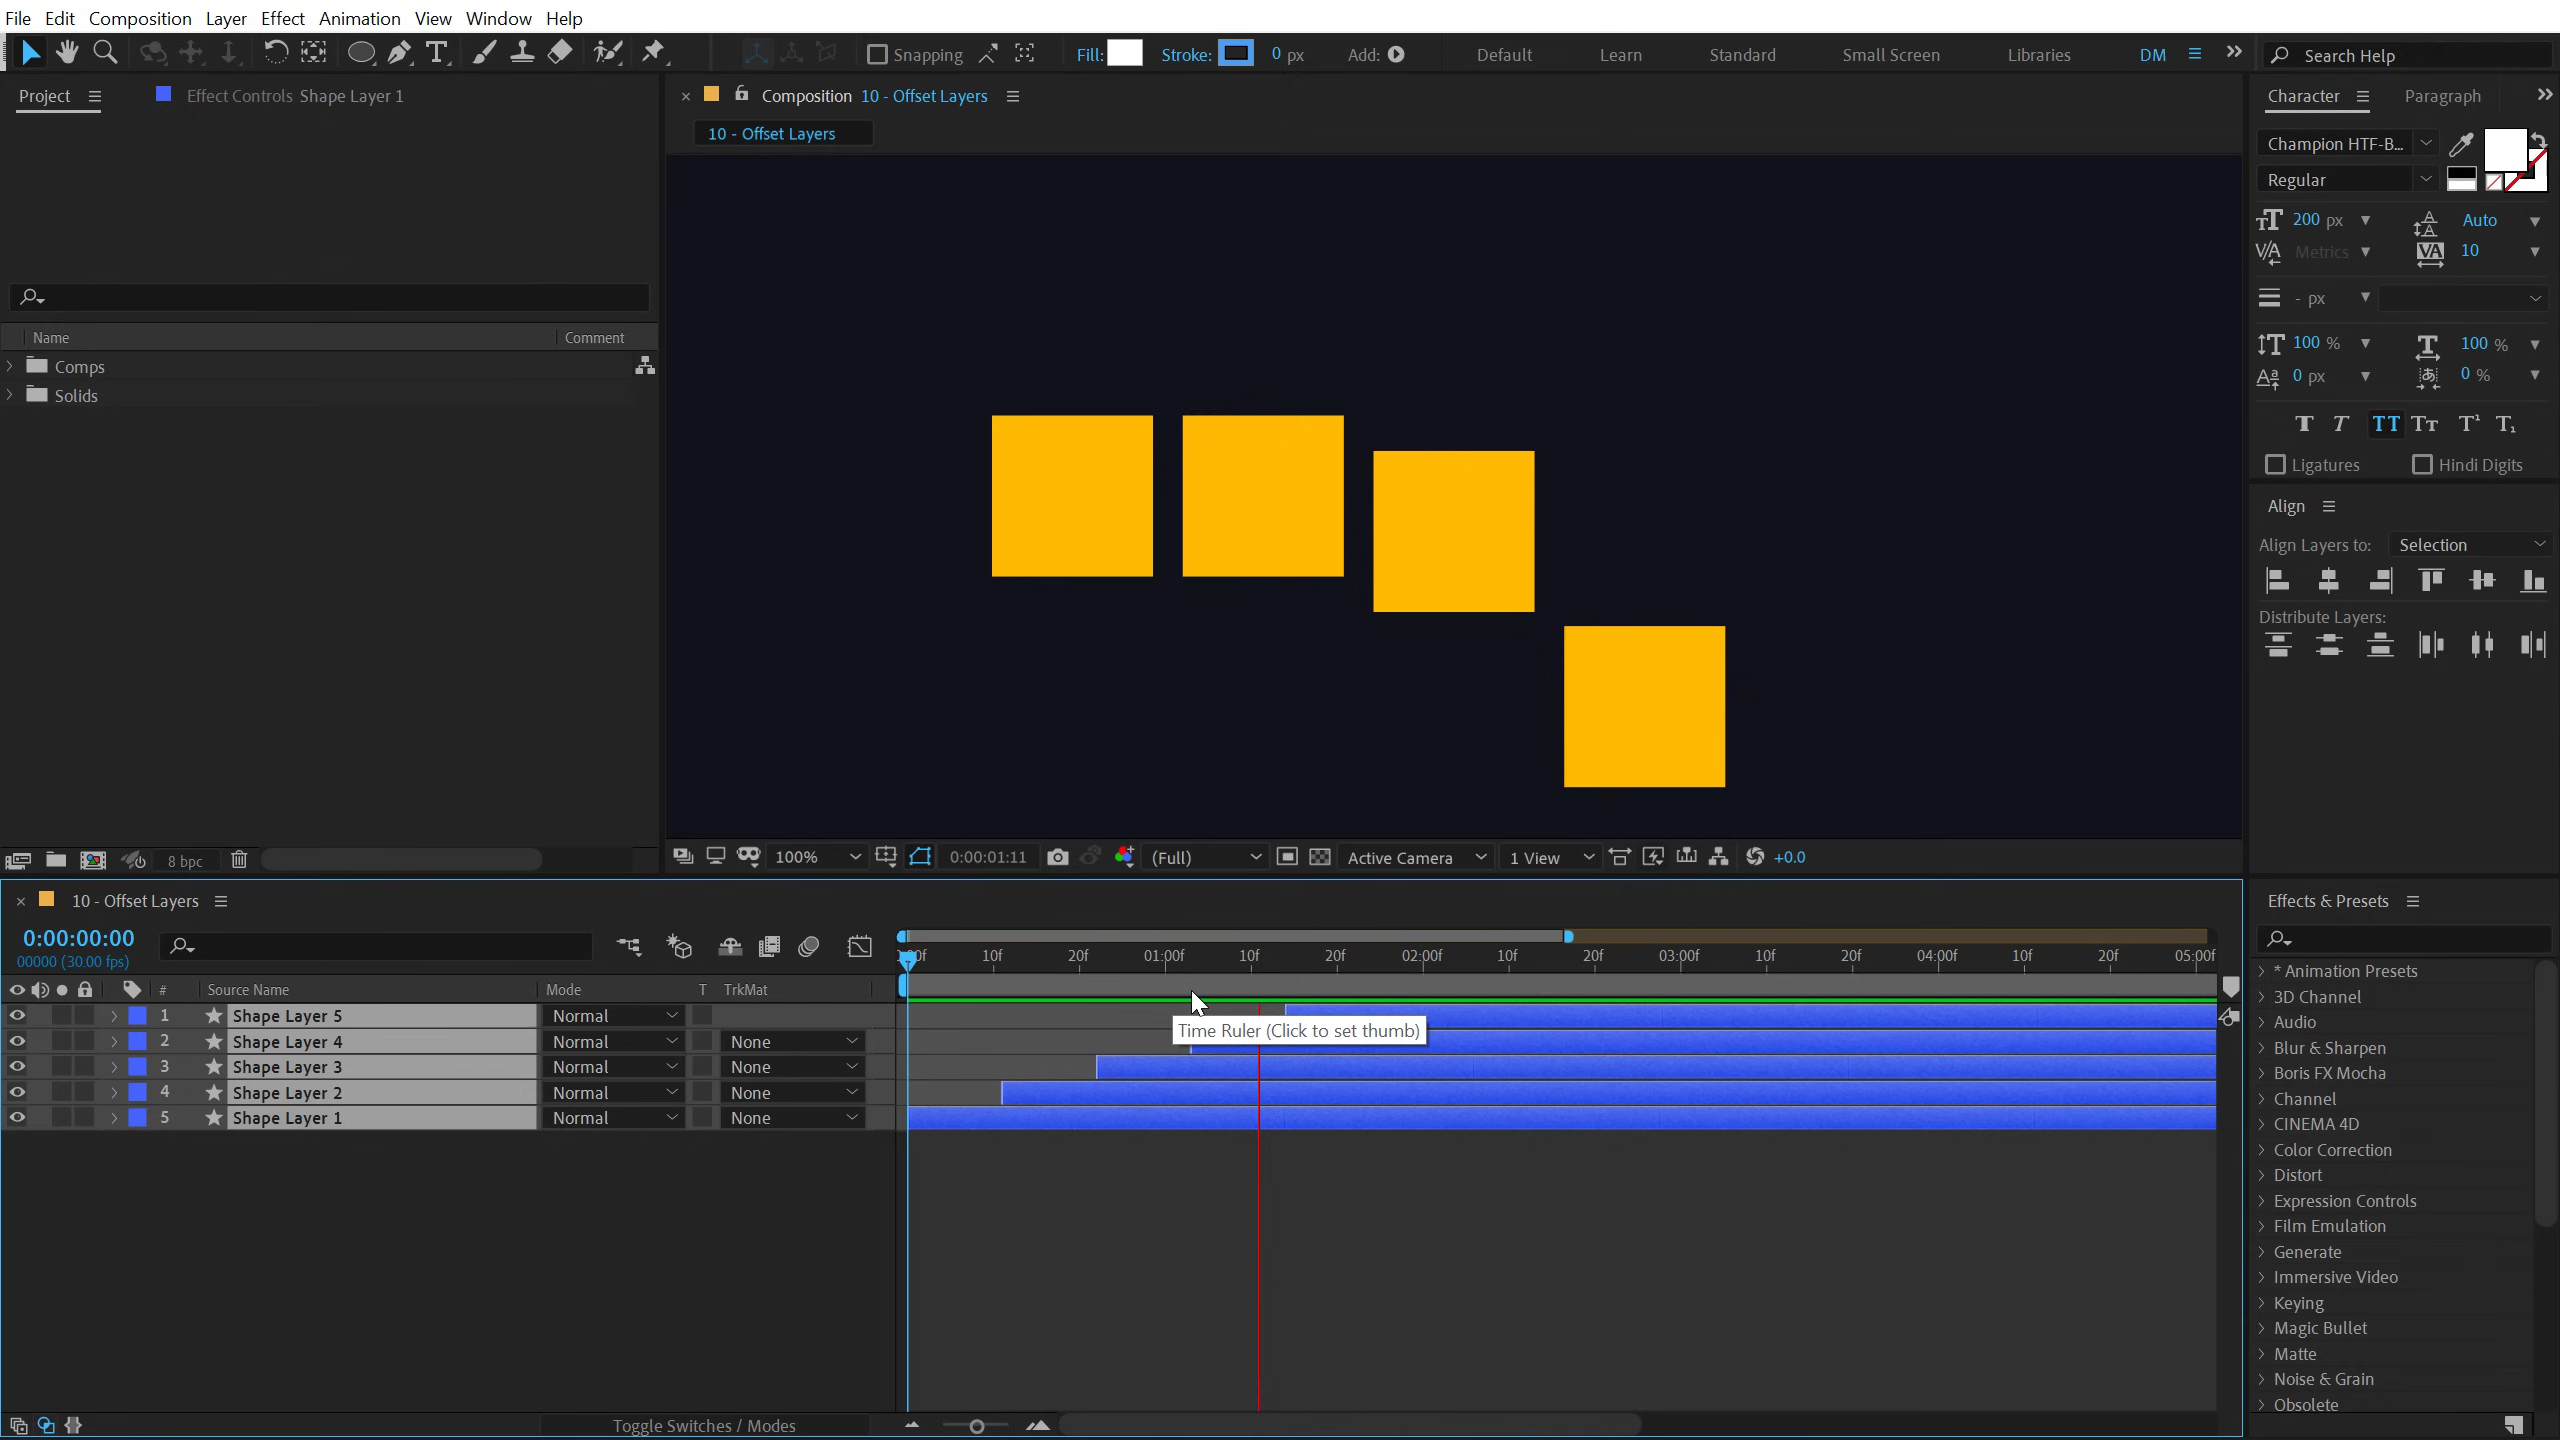 File Edit Composition Layer Effect Animation View Window Help
Snapping Fill: Stroke: 0 px Add: Default Learn Standard Small Screen Libraries DM Search Help
Project Effect Controls Shape Layer 1
Composition 10 - Offset Layers
Character Paragraph
10 - Offset Layers
Champion HTF-B...
Regular
200 px Auto
Metrics 10
- px
100 % 100 %
0 px 0 %
Ligatures Hindi Digits
Name Comment
Comps
Solids
Align
Align Layers to: Selection
Distribute Layers:
8 bpc
100% 0:00:01:11 (Full) Active Camera 1 View +0.0
10 - Offset Layers
Effects & Presets
0:00:00:00
00000 (30.00 fps)
:00f 10f 20f 01:00f 10f 20f 02:00f 10f 20f 03:00f 10f 20f 04:00f 10f 20f 05:00f
# Source Name Mode T TrkMat
1 Shape Layer 5 Normal
2 Shape Layer 4 Normal None
3 Shape Layer 3 Normal None
4 Shape Layer 2 Normal None
5 Shape Layer 1 Normal None
Time Ruler (Click to set thumb)
* Animation Presets
3D Channel
Audio
Blur & Sharpen
Boris FX Mocha
Channel
CINEMA 4D
Color Correction
Distort
Expression Controls
Film Emulation
Generate
Immersive Video
Keying
Magic Bullet
Matte
Noise & Grain
Obsolete
Toggle Switches / Modes